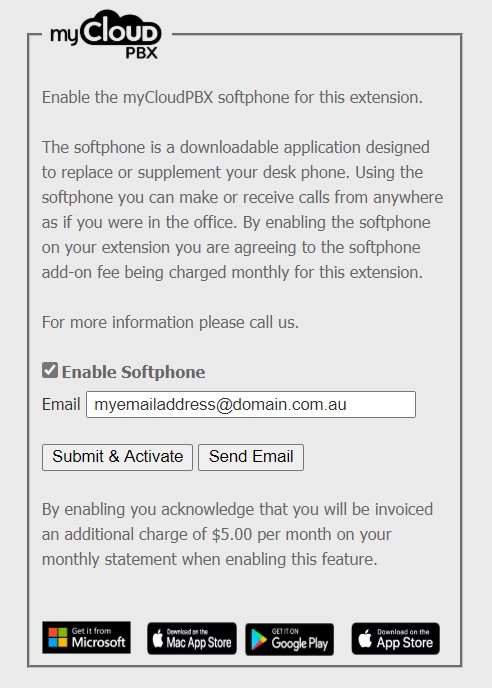 myCLOUD
PBX
Enable the myCloudPBX softphone for this extension.
The softphone is a downloadable application designed
to replace or supplement your desk phone. Using the
softphone you can make or receive calls from anywhere
as if you were in the office. By enabling the softphone
on your extension you are agreeing to the softphone
add-on fee being charged monthly for this extension.
For more information please call us.
Enable Softphone
Email myemailaddress@domain.com.au
Submit & Activate Send Email
By enabling you acknowledge that you will be invoiced
an additional charge of $5.00 per month on your
monthly statement when enabling this feature.
Get it from
Microsoft
Download on the
Mac App Store
GET IT ON
Google Play
Download on the
App Store